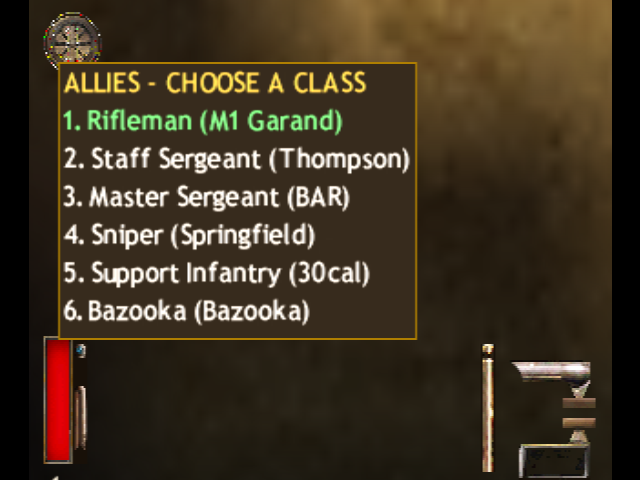 ALLIES - CHOOSE A CLASS
1. Rifleman (M1 Garand)
2. Staff Sergeant (Thompson)
3. Master Sergeant (BAR)
4. Sniper (Springfield)
5. Support Infantry (30cal)
6. Bazooka (Bazooka)